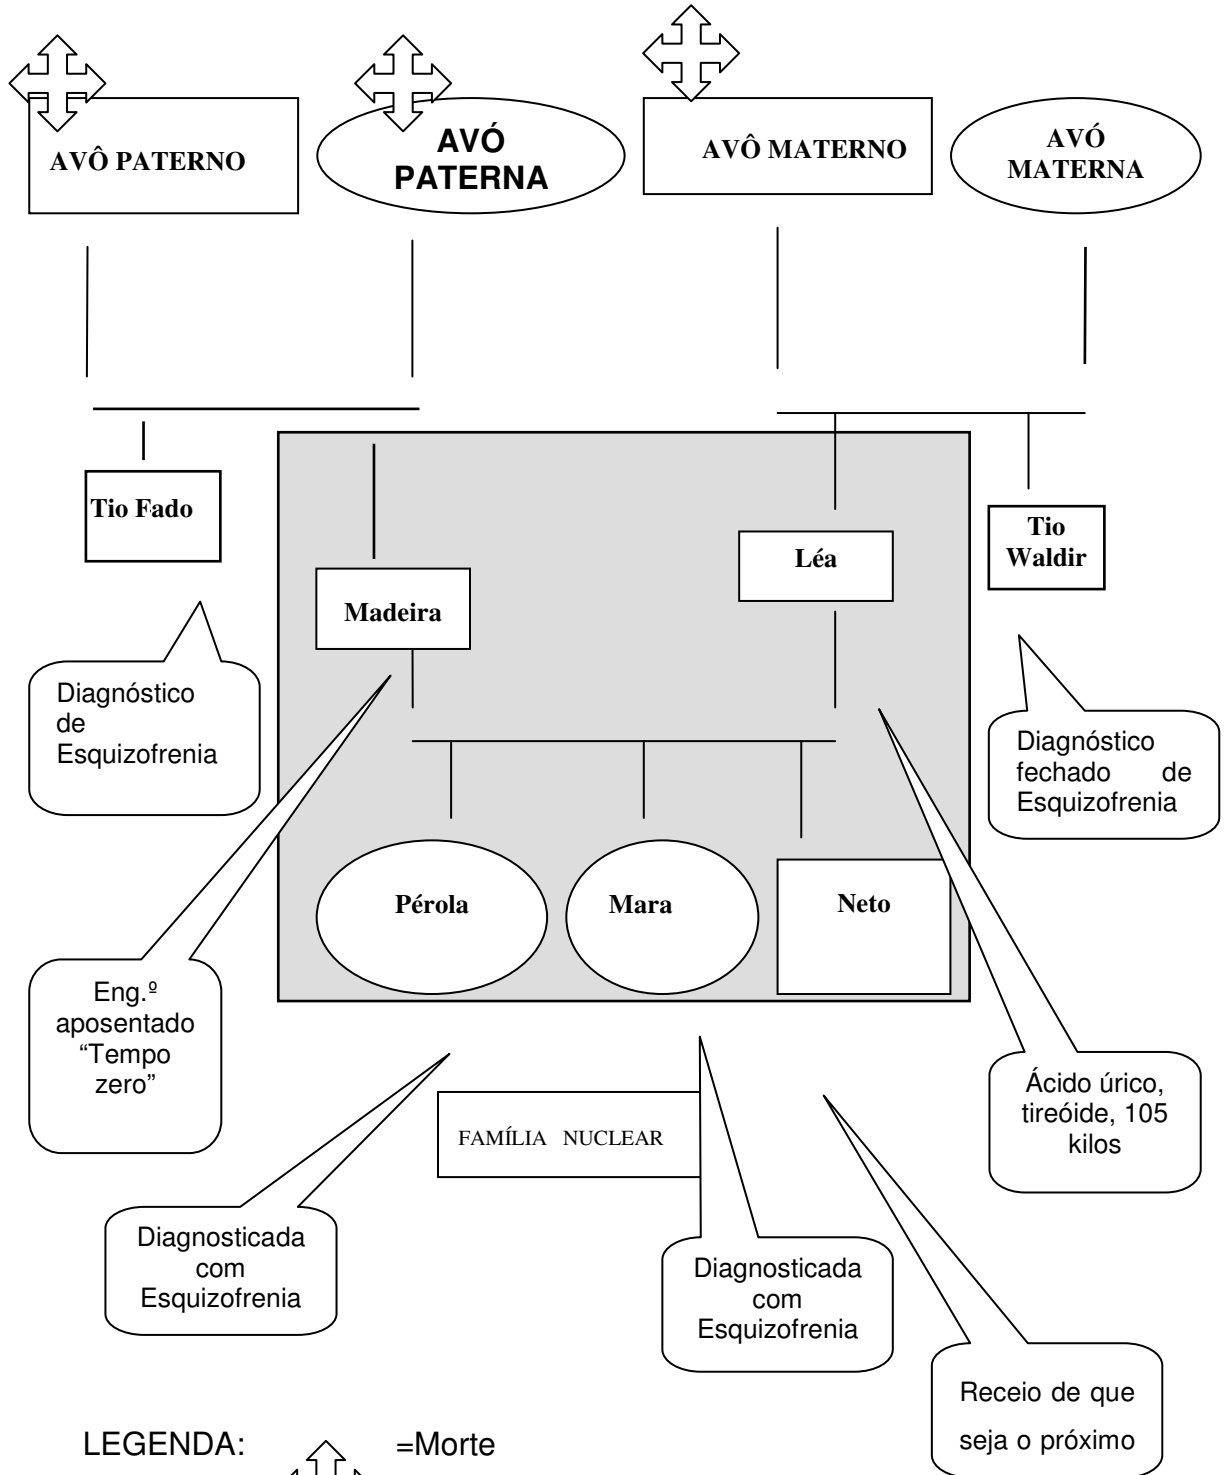 AVÔ PATERNO
AVÓ
PATERNA
AVÔ MATERNO
AVÓ
MATERNA
Tio Fado
Madeira
Léa
Tio
Waldir
Diagnóstico
de
Esquizofrenia
Diagnóstico
fechado de
Esquizofrenia
Pérola
Mara
Neto
Eng.º
aposentado
“Tempo
zero”
Ácido úrico,
tireóide, 105
kilos
FAMÍLIA NUCLEAR
Diagnosticada
com
Esquizofrenia
Diagnosticada
com
Esquizofrenia
Receio de que
seja o próximo
LEGENDA: =Morte